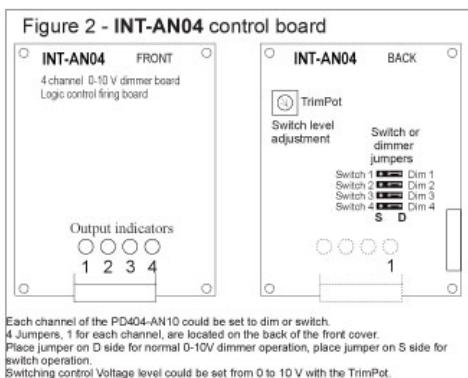 Figure 2 - INT-AN04 control board
INT-AN04 FRONT
4 channel 0-10 V dimmer board
Logic control firing board
Output indicators
1 2 3 4
INT-AN04 BACK
TrimPot
Switch level
adjustment
Switch or
dimmer
jumpers
Switch 1 Dim 1
Switch 2 Dim 2
Switch 3 Dim 3
Switch 4 Dim 4
S D
1
Each channel of the PD404-AN10 could be set to dim or switch.
4 Jumpers, 1 for each channel, are located on the back of the front cover.
Place jumper on D side for normal 0-10V dimmer operation, place jumper on S side for
switch operation.
Switching control Voltage level could be set from 0 to 10 V with the TrimPot.